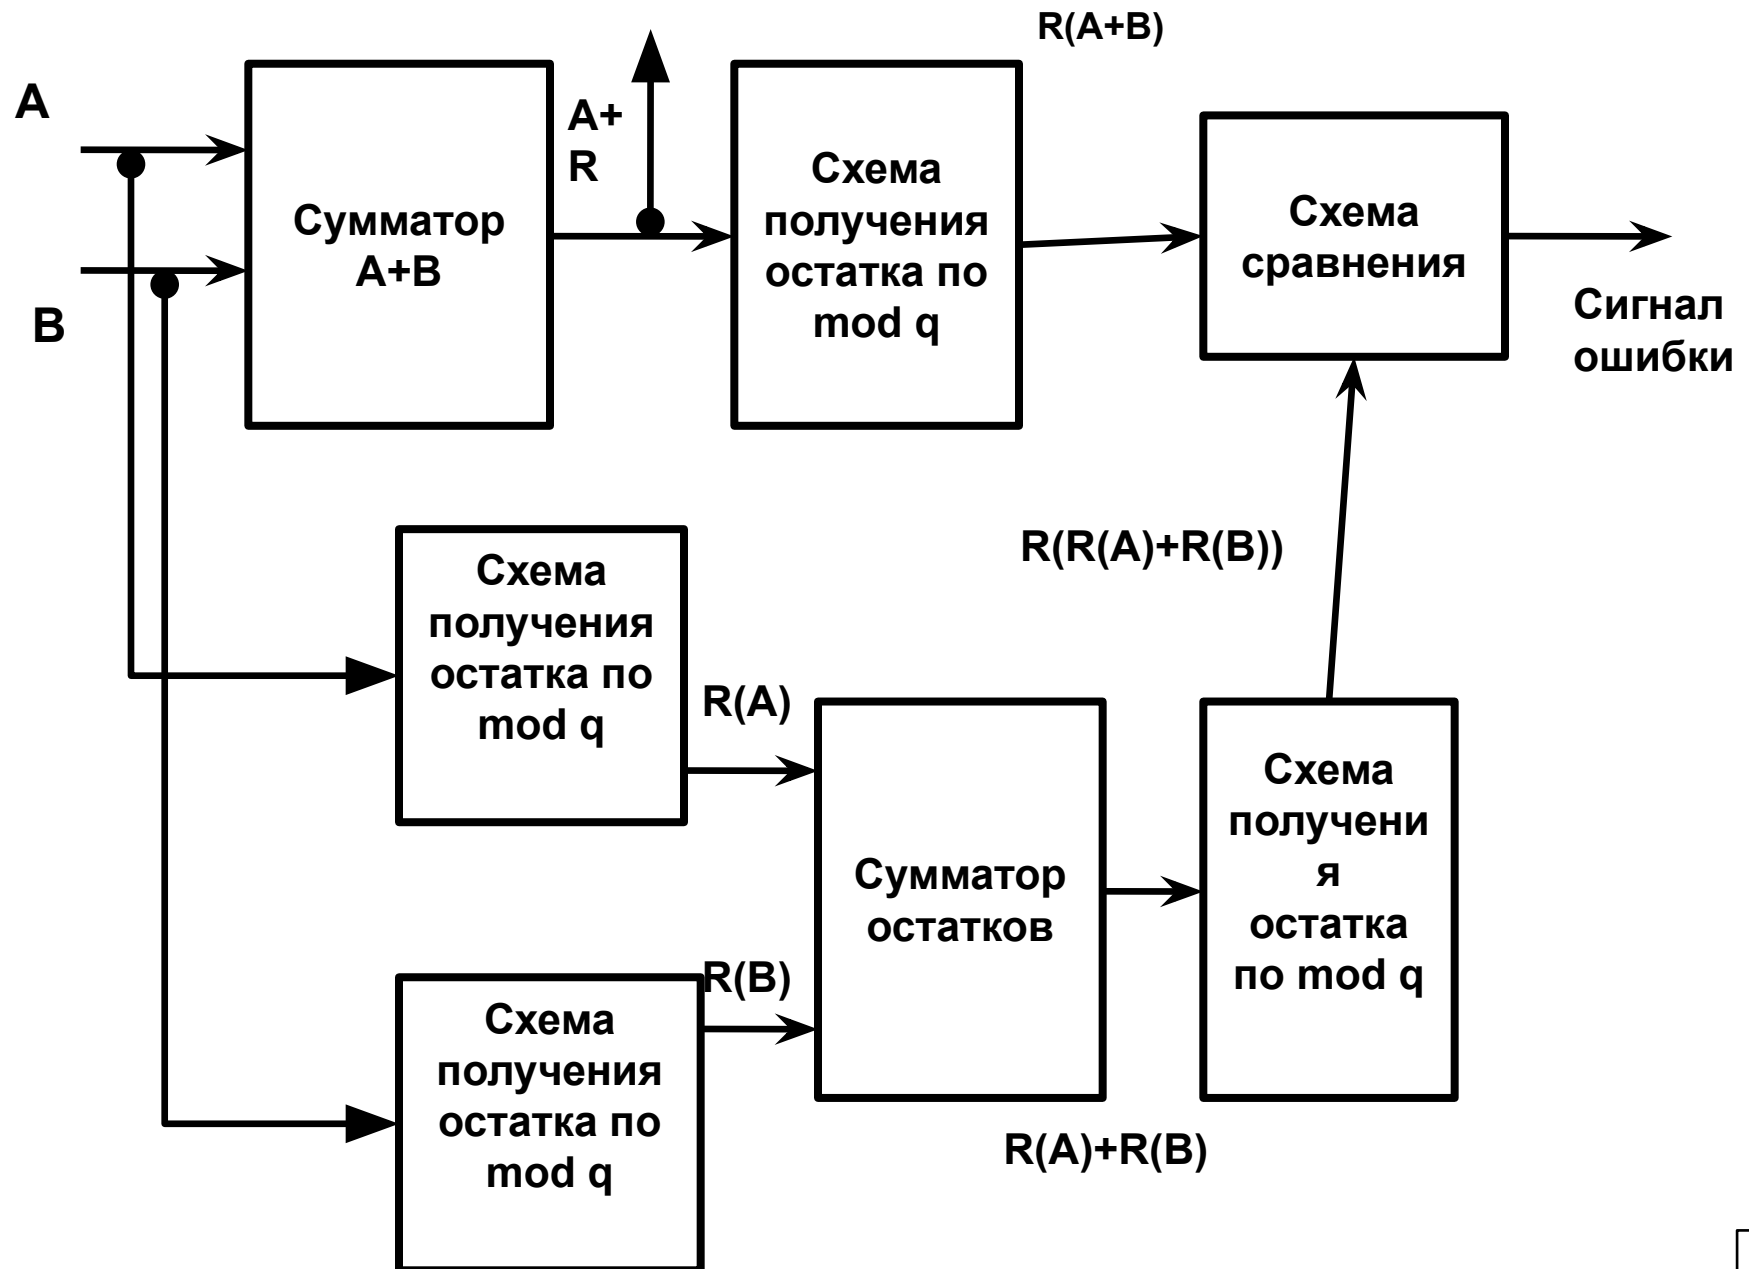 R(A+B)
A
A+
R
Сумматор
A+B
Схема
получения
остатка по
mod q
Схема
сравнения
B
Сигнал
ошибки
R(R(A)+R(B))
Схема
получения
остатка по
mod q
R(A)
Сумматор
остатков
Схема
получени
я
остатка
по mod q
R(B)
Схема
получения
остатка по
mod q
R(A)+R(B)